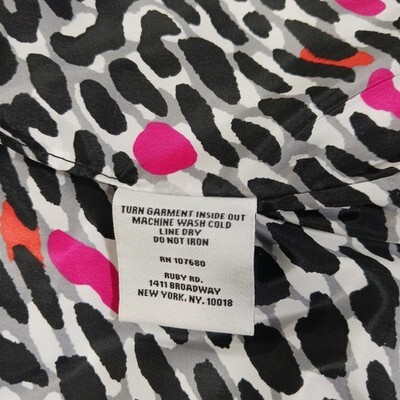 TURN GARMENT INSIDE OUT
MACHINE WASH COLD
LINE DRY
DO NOT IRON
RN 107680
RUBY RD.
1411 BROADWAY
NEW YORK, NY. 10018